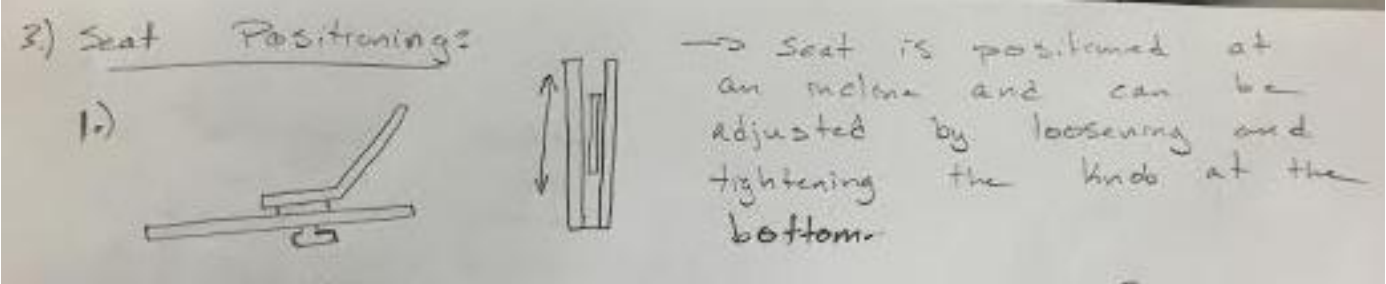 3.) Seat Positioning:
1.)
→ Seat is positioned at
an incline and can be
adjusted by loosening and
tightening the knob at the
bottom.